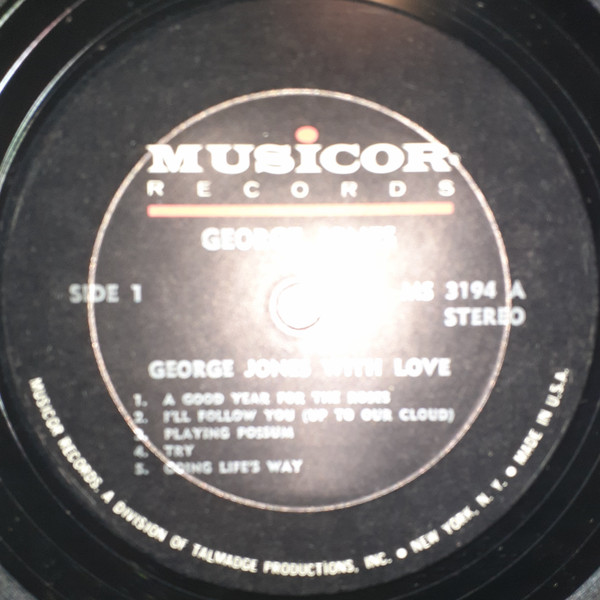 MUSICOR
RECORDS
GEORGE JONES
SIDE 1
MS 3194 A
STEREO
GEORGE JONES WITH LOVE
1. A GOOD YEAR FOR THE ROSES
2. I'LL FOLLOW YOU (UP TO OUR CLOUD)
3. PLAYING POSSUM
4. TRY
5. GOING LIFE'S WAY
MUSICOR RECORDS, A DIVISION OF TALMADGE PRODUCTIONS, INC. ● NEW YORK, N. Y. ● MADE IN U.S.A.